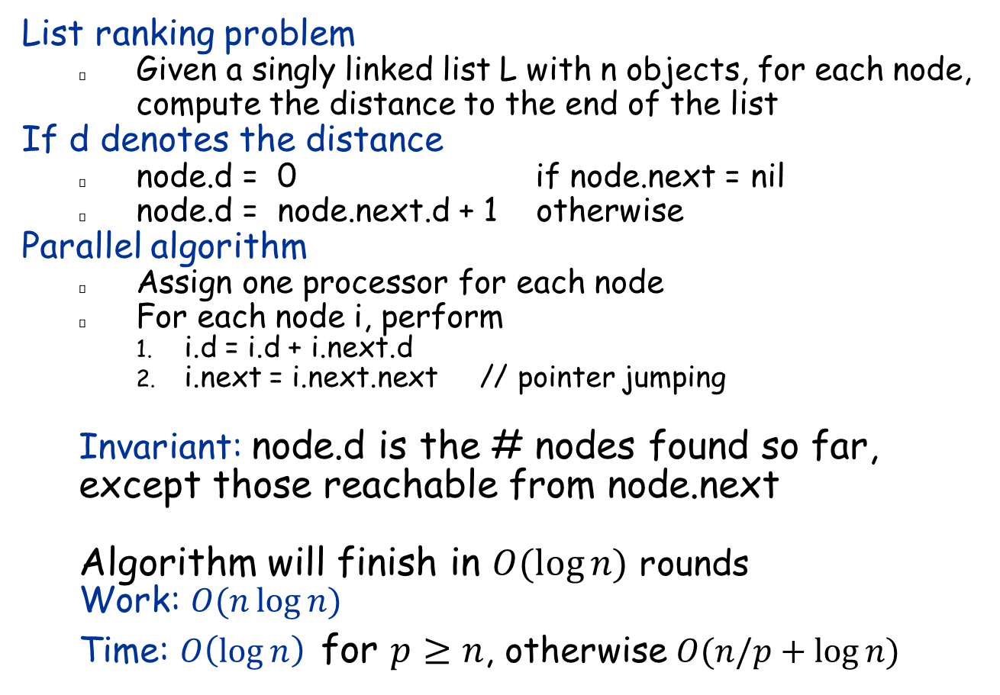 List ranking problem
Given a singly linked list L with n objects, for each node,
compute the distance to the end of the list
If d denotes the distance
node.d = 0 if node.next = nil
node.d = node.next.d + 1 otherwise
Parallel algorithm
Assign one processor for each node
For each node i, perform
1. i.d = i.d + i.next.d
2. i.next = i.next.next // pointer jumping
Invariant: node.d is the # nodes found so far,
except those reachable from node.next
Algorithm will finish in O(log n) rounds
Work: O(n log n)
Time: O(log n) for p ≥ n, otherwise O(n/p + log n)